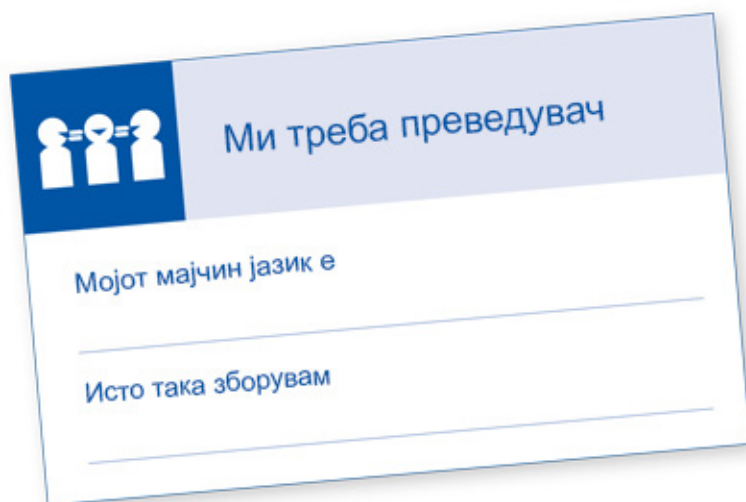 Ми треба преведувач
Мојот мајчин јазик е
Исто така зборувам